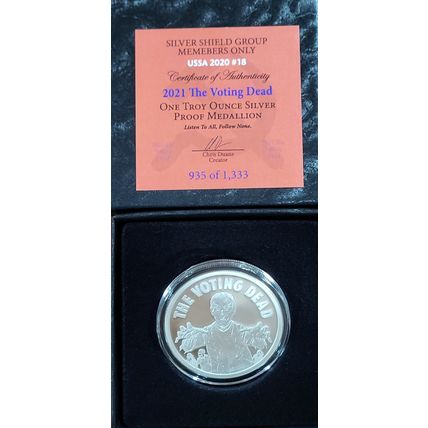 SILVER SHIELD GROUP
MEMEBERS ONLY
USSA 2020 #18
Certificate of Authenticity
2021 The Voting Dead
ONE TROY OUNCE SILVER
PROOF MEDALLION
Listen To All, Follow None.
Chris Duane
Creator
935 of 1,333
THE VOTING DEAD